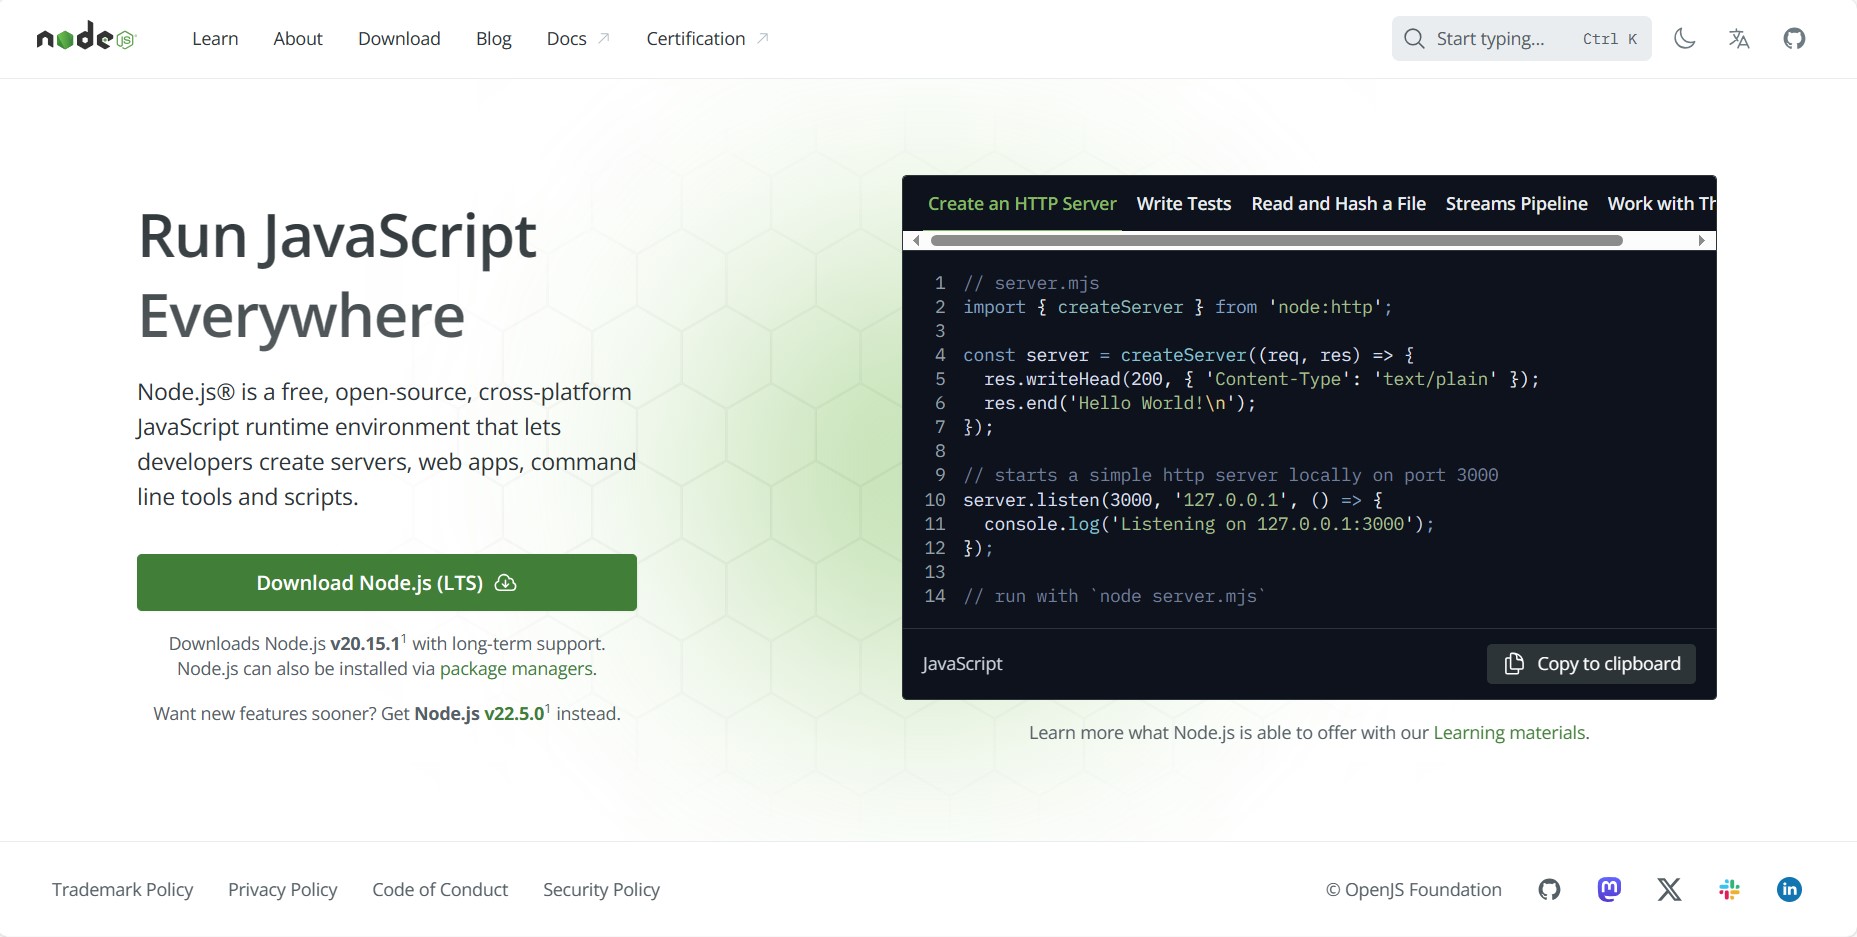 node JS
Learn About Download Blog Docs Certification
Start typing... Ctrl K
Run JavaScript
Everywhere
Node.js® is a free, open-source, cross-platform
JavaScript runtime environment that lets
developers create servers, web apps, command
line tools and scripts.
Download Node.js (LTS)
Downloads Node.js v20.15.1¹ with long-term support.
Node.js can also be installed via package managers.
Want new features sooner? Get Node.js v22.5.0¹ instead.
Create an HTTP Server Write Tests Read and Hash a File Streams Pipeline Work with Th
1 // server.mjs
2 import { createServer } from 'node:http';
3
4 const server = createServer((req, res) => {
5   res.writeHead(200, { 'Content-Type': 'text/plain' });
6   res.end('Hello World!\n');
7 });
8
9 // starts a simple http server locally on port 3000
10 server.listen(3000, '127.0.0.1', () => {
11   console.log('Listening on 127.0.0.1:3000');
12 });
13
14 // run with `node server.mjs`
JavaScript
Copy to clipboard
Learn more what Node.js is able to offer with our Learning materials.
Trademark Policy Privacy Policy Code of Conduct Security Policy
© OpenJS Foundation